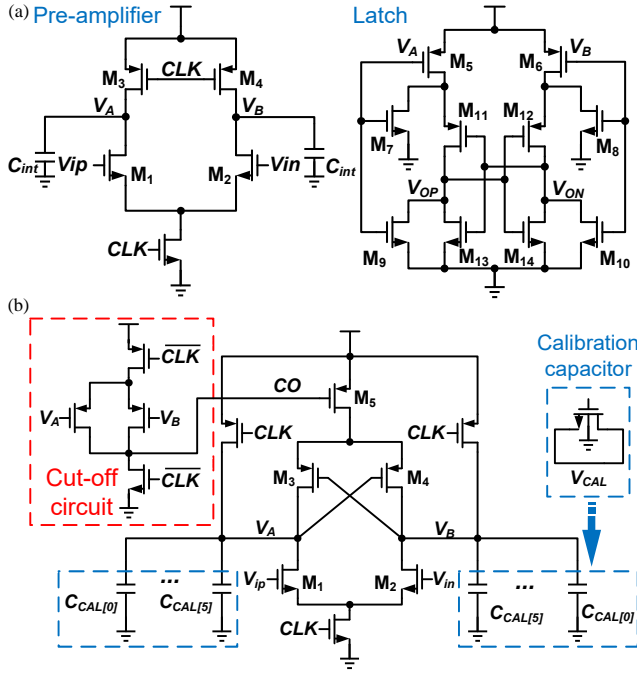 (a)
Pre-amplifier
Latch
M3 CLK M4
VA VB
Cint Vip M1 M2 Vin Cint
CLK
VA M5 M6 VB
M7 M11 M12 M8
VOP VON
M9 M13 M14 M10
(b)
CLK
VA VB
CLK
Cut-off
circuit
CO M5
CLK CLK
M3 M4
VA VB
Vip M1 M2 Vin
CLK
... 
CCAL[0] CCAL[5]
...
CCAL[5] CCAL[0]
Calibration
capacitor
VCAL